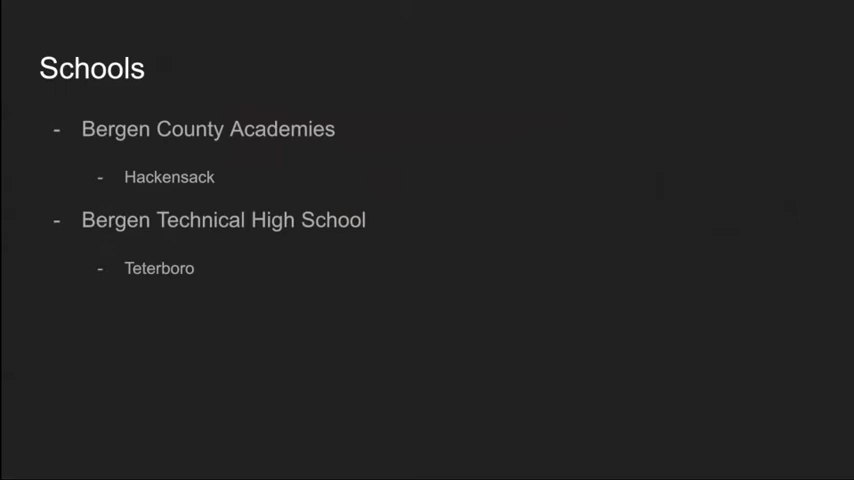 Schools
- Bergen County Academies
- Hackensack
- Bergen Technical High School
- Teterboro